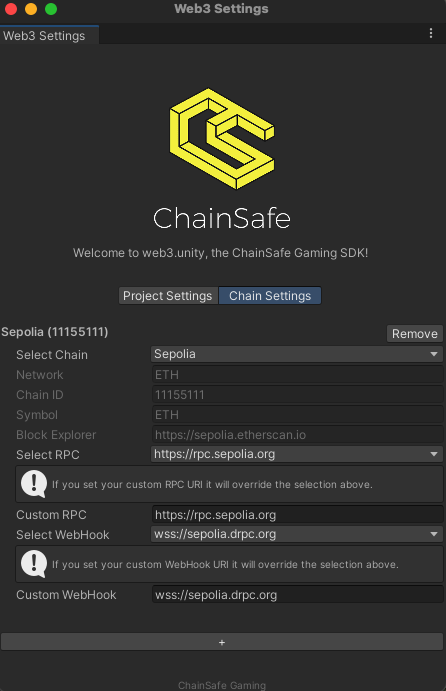 Web3 Settings
Web3 Settings
ChainSafe
Welcome to web3.unity, the ChainSafe Gaming SDK!
Project Settings Chain Settings
Sepolia (11155111) Remove
Select Chain Sepolia
Network ETH
Chain ID 11155111
Symbol ETH
Block Explorer https://sepolia.etherscan.io
Select RPC https://rpc.sepolia.org
If you set your custom RPC URI it will override the selection above.
Custom RPC https://rpc.sepolia.org
Select WebHook wss://sepolia.drpc.org
If you set your custom WebHook URI it will override the selection above.
Custom WebHook wss://sepolia.drpc.org
+
ChainSafe Gaming